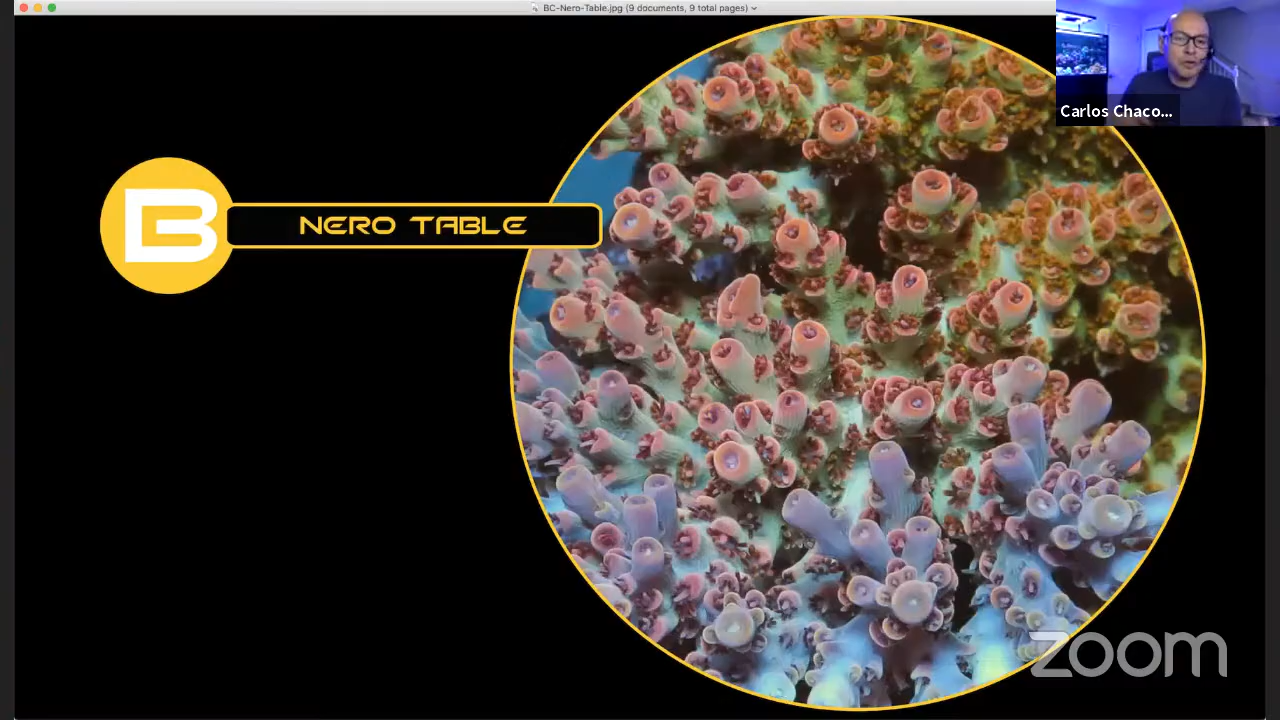 BC-Nero-Table.jpg (9 documents, 9 total pages)
Carlos Chaco...
B
NERO TABLE
zoom